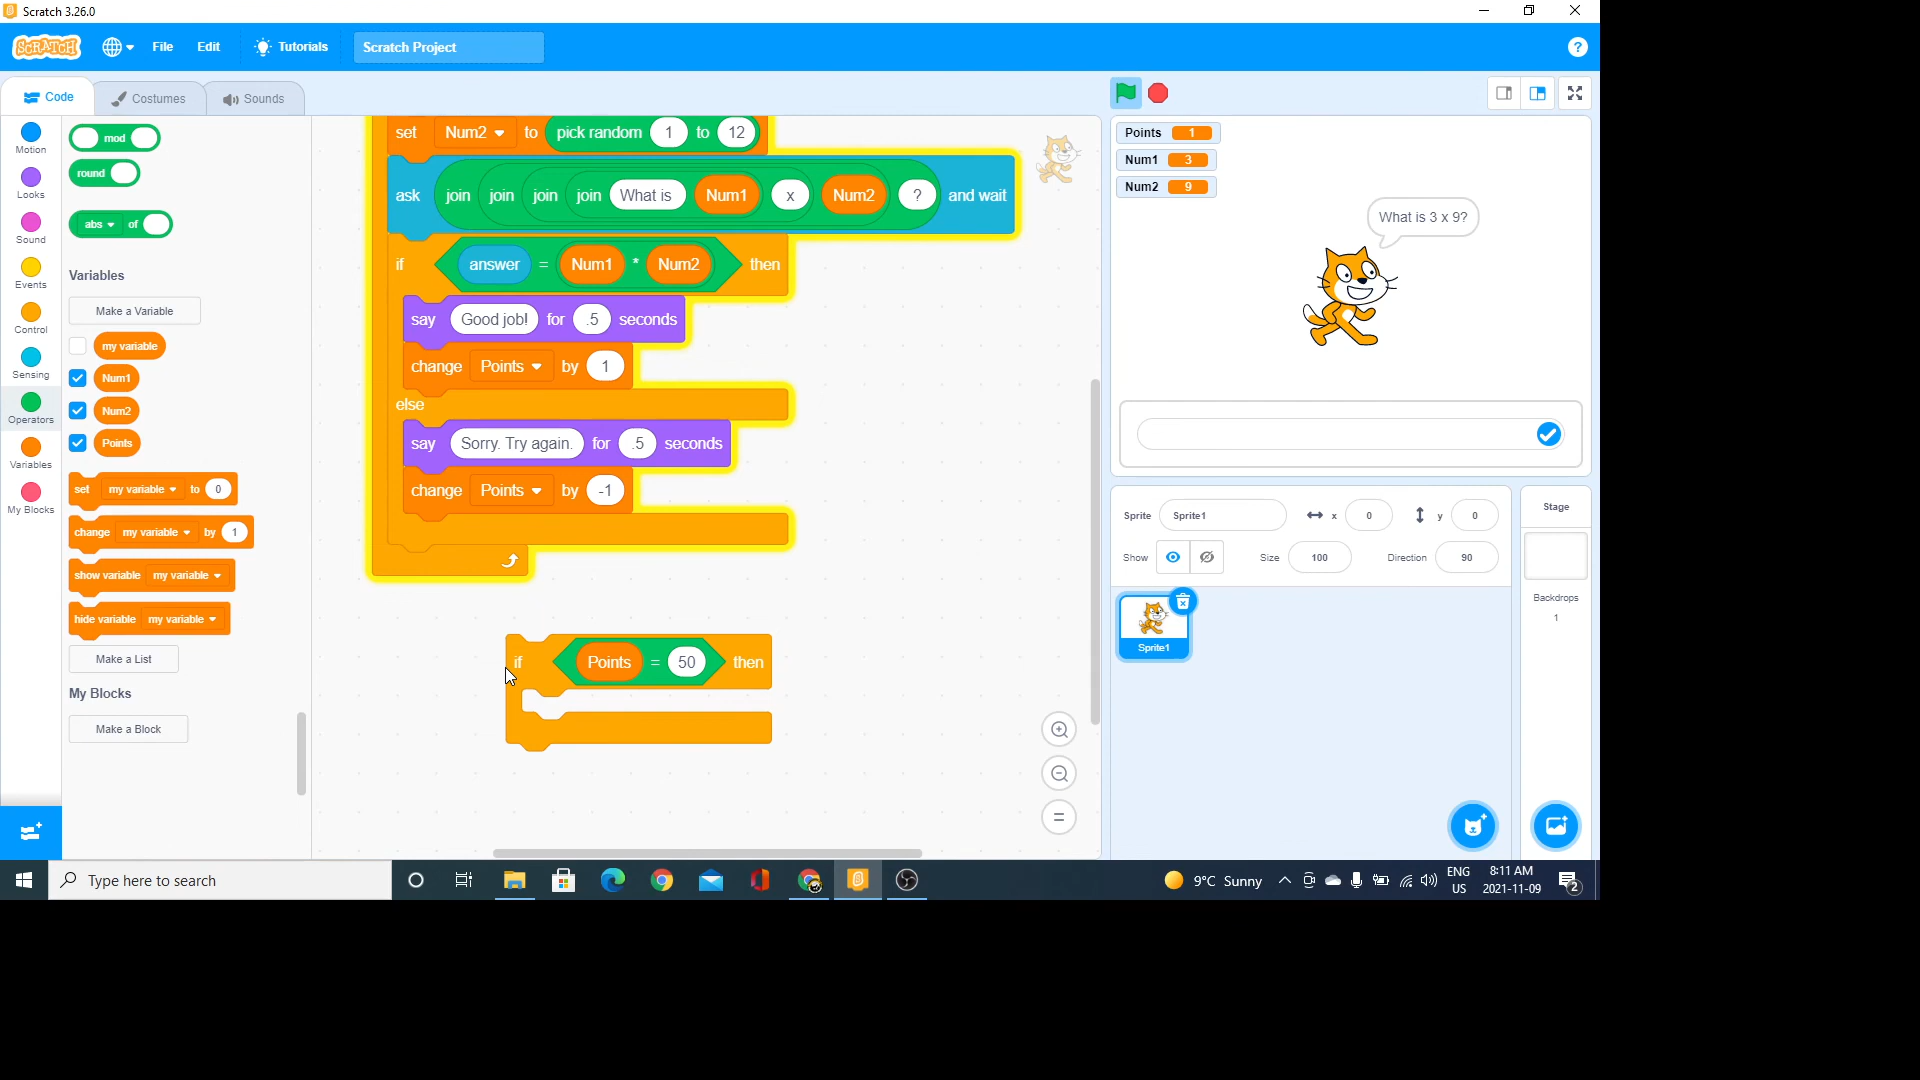 Scratch 3.26.0
SCRATCH File Edit Tutorials Scratch Project ?
Code Costumes Sounds
Motion
Looks
Sound
Events
Control
Sensing
Operators
Variables
My Blocks
mod
round
abs of
Variables
Make a Variable
my variable
Num1
Num2
Points
set my variable to 0
change my variable by 1
show variable my variable
hide variable my variable
Make a List
My Blocks
Make a Block
set Num2 to pick random 1 to 12
ask join join join join What is Num1 x Num2 ? and wait
if answer = Num1 * Num2 then
say Good job! for .5 seconds
change Points by 1
else
say Sorry. Try again. for .5 seconds
change Points by -1
if Points = 50 then
Points 1
Num1 3
Num2 9
What is 3 x 9?
Sprite Sprite1 x 0 y 0
Show Size 100 Direction 90
Sprite1
Stage
Backdrops
1
Type here to search
9°C Sunny
ENG
US
8:11 AM
2021-11-09
2